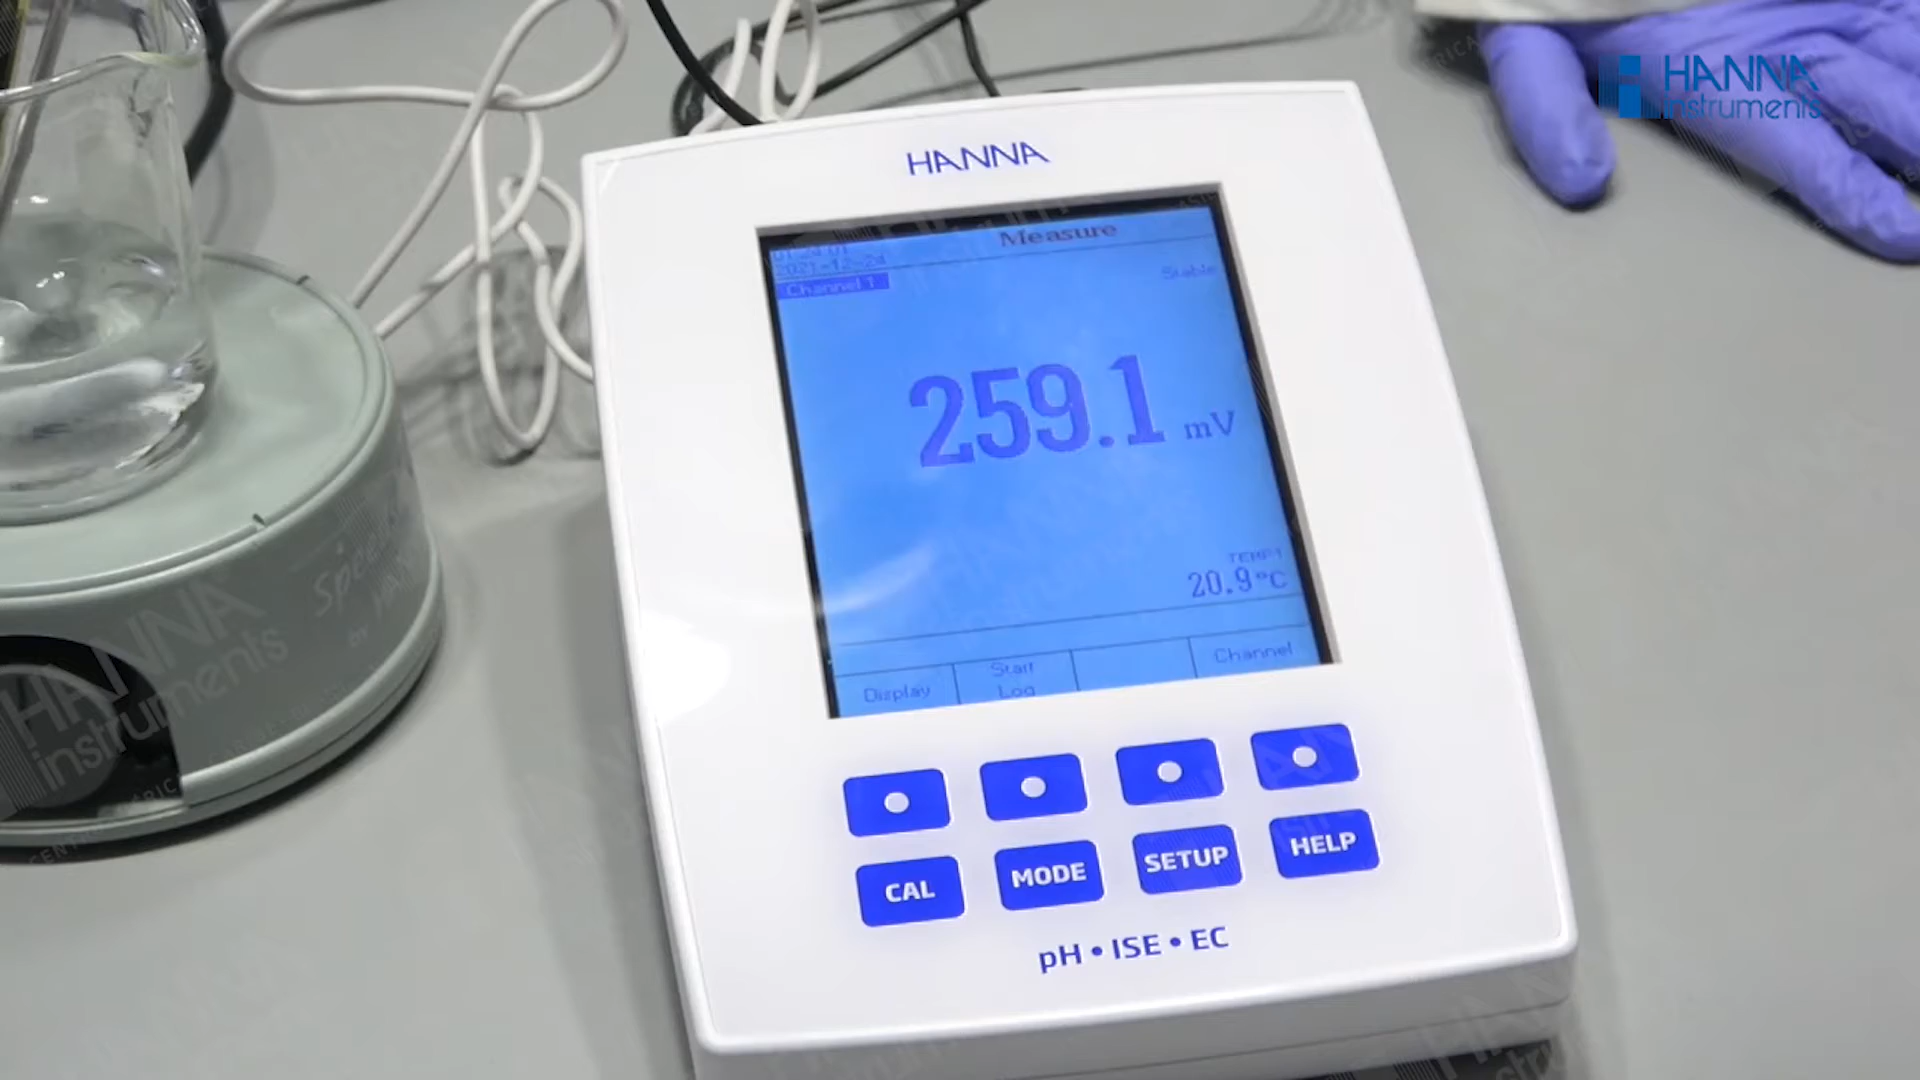 HANNA
instruments
HANNA
Measure
2021-12-24
Channel 1
Stable
259.1 mV
TEMP1
20.9°C
Display
Start
Log
Channel
CAL
MODE
SETUP
HELP
pH • ISE • EC
HANNA
instruments